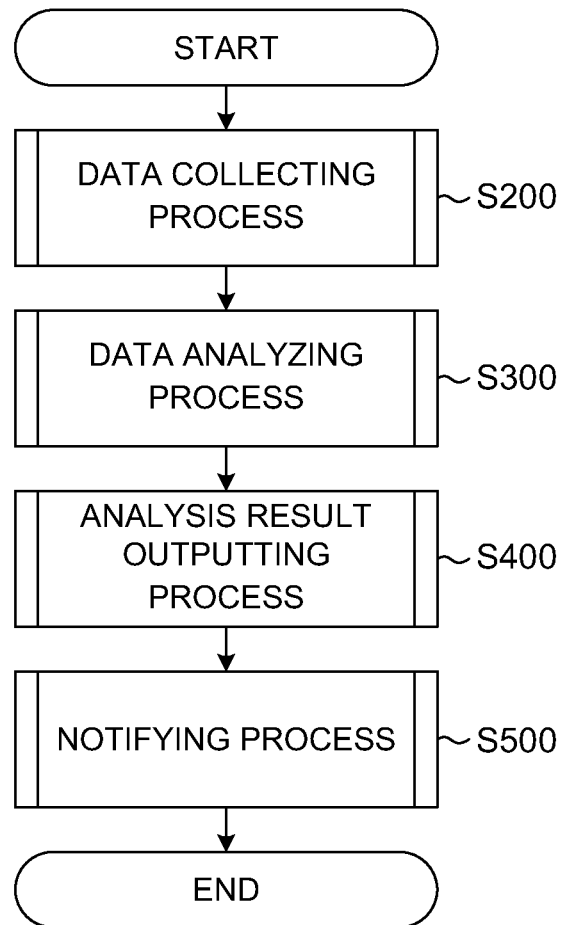 START
DATA COLLECTING
PROCESS
S200
DATA ANALYZING
PROCESS
S300
ANALYSIS RESULT
OUTPUTTING
PROCESS
S400
NOTIFYING PROCESS
S500
END